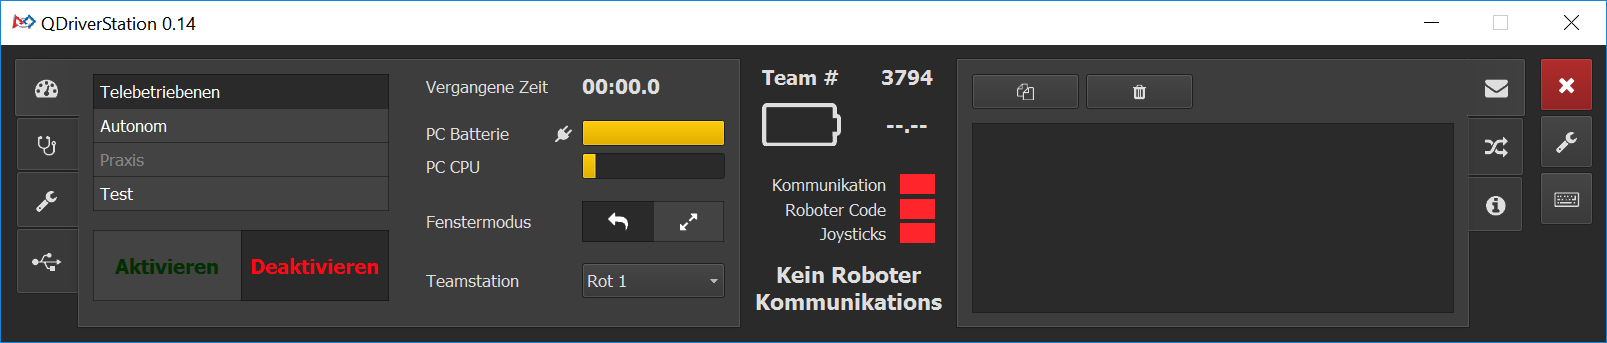 QDriverStation 0.14
Telebetriebenen
Autonom
Praxis
Test
Aktivieren
Deaktivieren
Vergangene Zeit 00:00.0
PC Batterie
PC CPU
Fenstermodus
Teamstation Rot 1
Team # 3794
--.--
Kommunikation
Roboter Code
Joysticks
Kein Roboter
Kommunikations